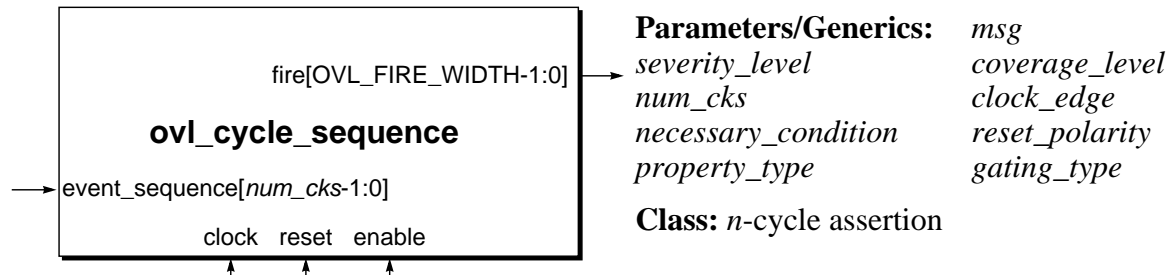 fire[OVL_FIRE_WIDTH-1:0]
ovl_cycle_sequence
event_sequence[num_cks-1:0]
clock reset enable
Parameters/Generics: msg
severity_level coverage_level
num_cks clock_edge
necessary_condition reset_polarity
property_type gating_type
Class: n-cycle assertion